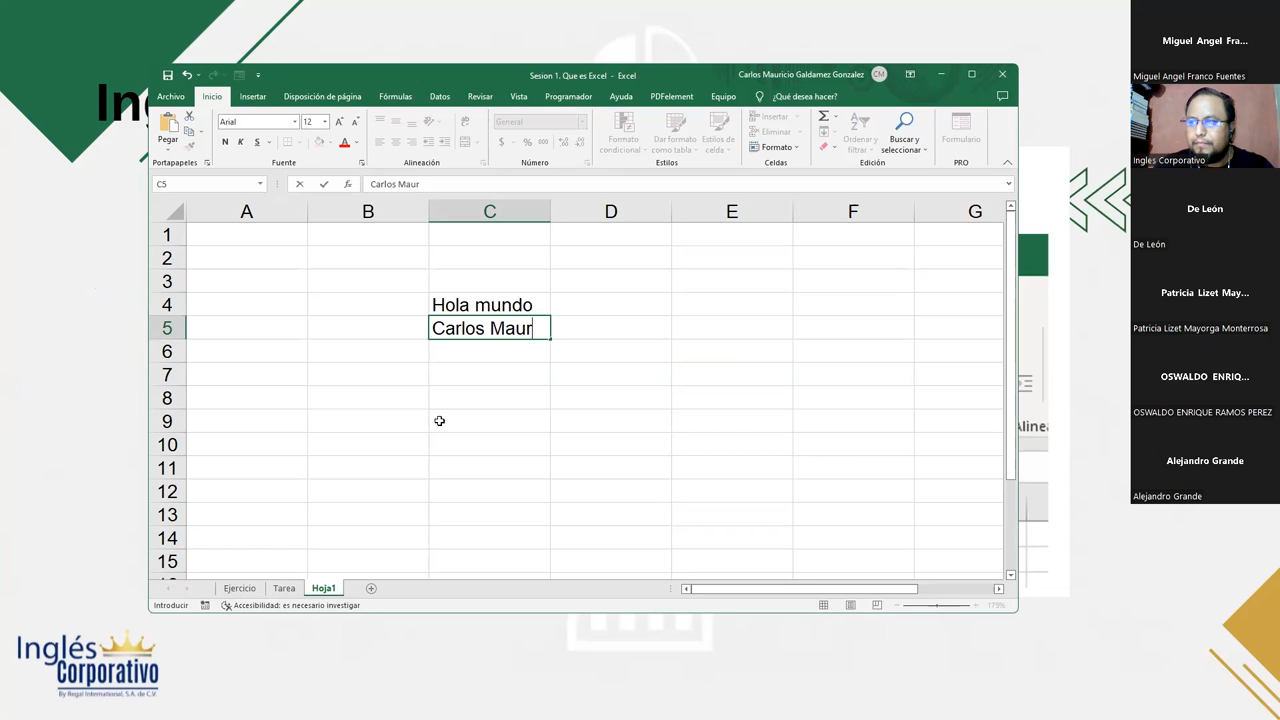 Ing
Sesion 1. Que es Excel - Excel
Carlos Mauricio Galdamez Gonzalez
CM
Archivo
Inicio
Insertar
Disposición de página
Fórmulas
Datos
Revisar
Vista
Programador
Ayuda
PDFelement
Equipo
¿Qué desea hacer?
Pegar
Portapapeles
Arial
12
N K S
Fuente
Alineación
General
Número
Formato condicional
Dar formato como tabla
Estilos de celda
Estilos
Insertar
Eliminar
Formato
Celdas
Ordenar y filtrar
Buscar y seleccionar
Edición
Formulario
PRO
C5
Carlos Maur
A B C D E F G
1
2
3
4 Hola mundo
5 Carlos Maur
6
7
8
9
10
11
12
13
14
15
Ejercicio
Tarea
Hoja1
Introducir
Accesibilidad: es necesario investigar
175%
Alinea
Inglés
Corporativo
By Regal International, S.A. de C.V.
Miguel Angel Fra...
Miguel Angel Franco Fuentes
Ingles Corporativo
De León
De León
Patricia Lizet May...
Patricia Lizet Mayorga Monterrosa
OSWALDO ENRIQ...
OSWALDO ENRIQUE RAMOS PEREZ
Alejandro Grande
Alejandro Grande